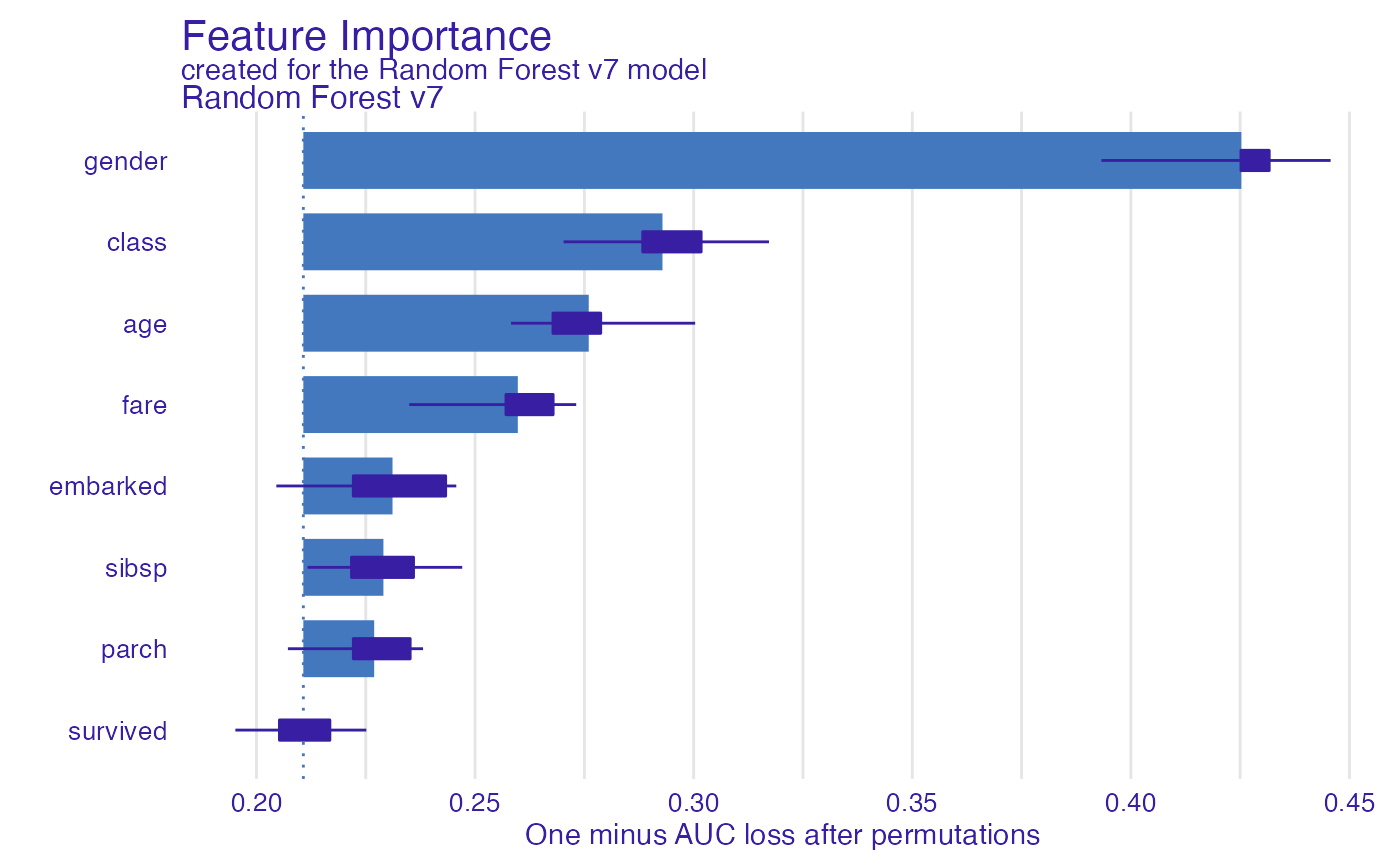 Feature Importance
created for the Random Forest v7 model
Random Forest v7
gender
class
age
fare
embarked
sibsp
parch
survived
0.20 0.25 0.30 0.35 0.40 0.45
One minus AUC loss after permutations